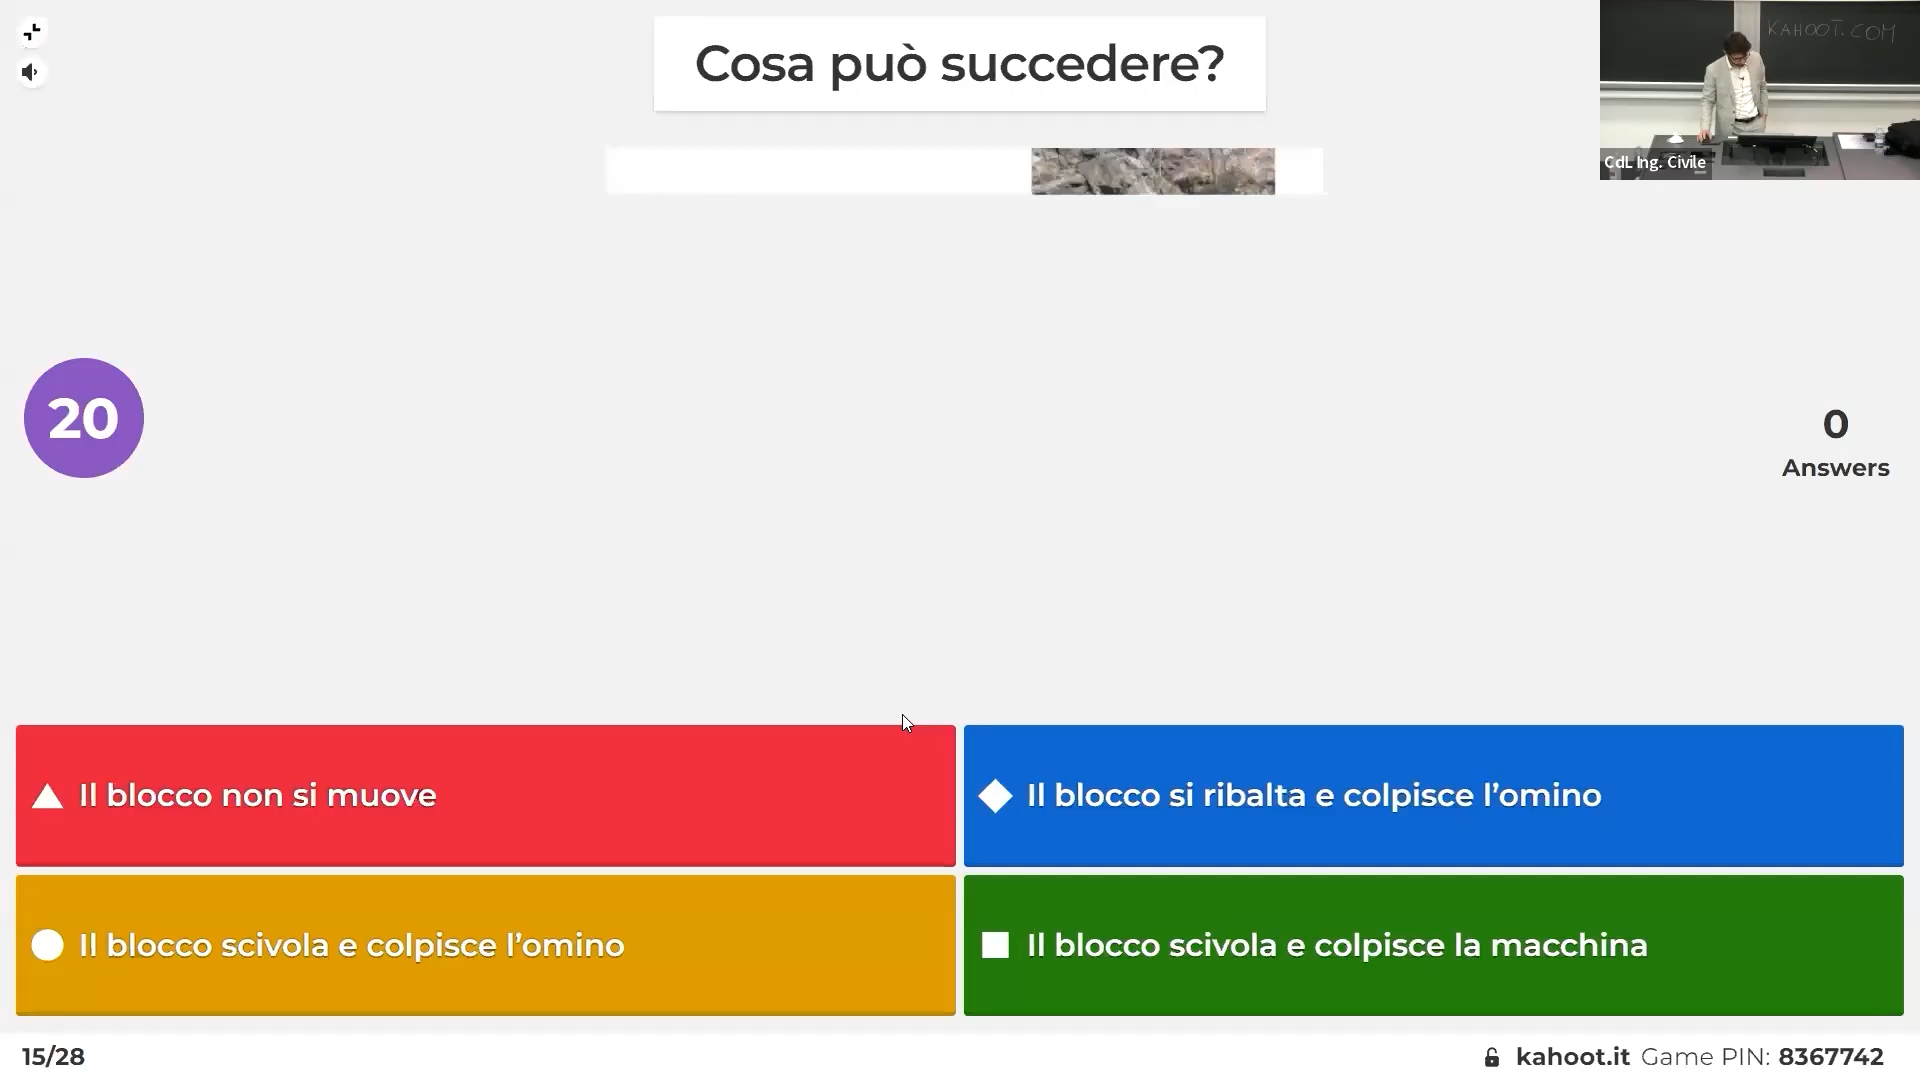 Cosa può succedere?
KAHOOT.COM
CdL Ing. Civile
20
0
Answers
Il blocco non si muove
Il blocco si ribalta e colpisce l’omino
Il blocco scivola e colpisce l’omino
Il blocco scivola e colpisce la macchina
15/28
kahoot.it Game PIN: 8367742